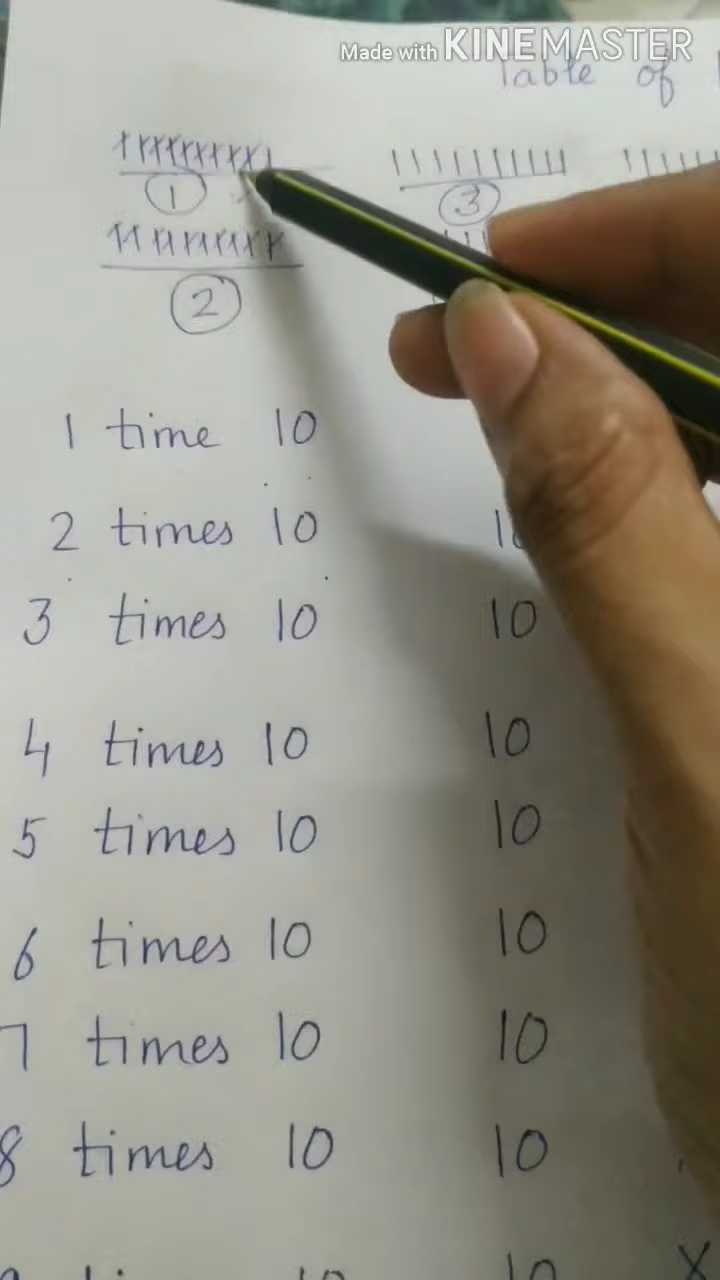 Made with KINEMASTER
Table of
1 3
2
1 time 10
2 times 10
3 times 10 10
4 times 10 10
5 times 10 10
6 times 10 10
7 times 10 10
8 times 10 10
10 10 X